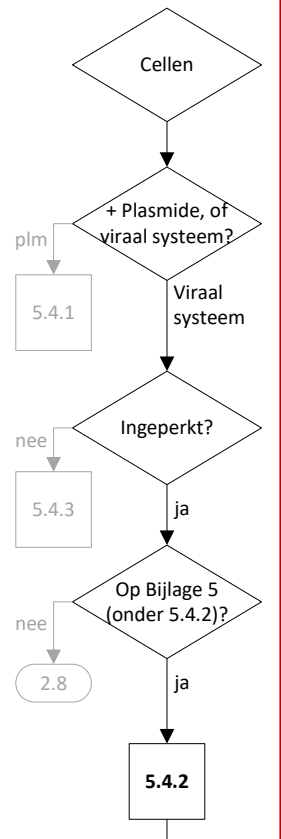 Cellen
+ Plasmide, of
viraal systeem?
plm
5.4.1
Viraal
systeem
Ingeperkt?
nee
5.4.3
ja
Op Bijlage 5
(onder 5.4.2)?
nee
2.8
ja
5.4.2